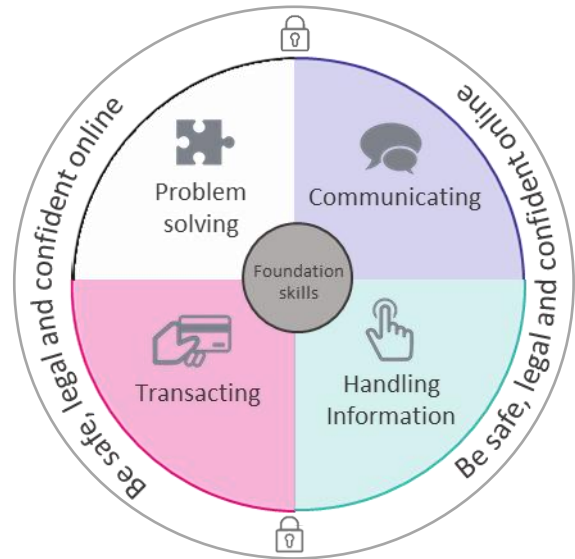 Be safe, legal and confident online
Be safe, legal and confident online
Problem
solving
Communicating
Foundation
skills
Transacting
Handling
Information